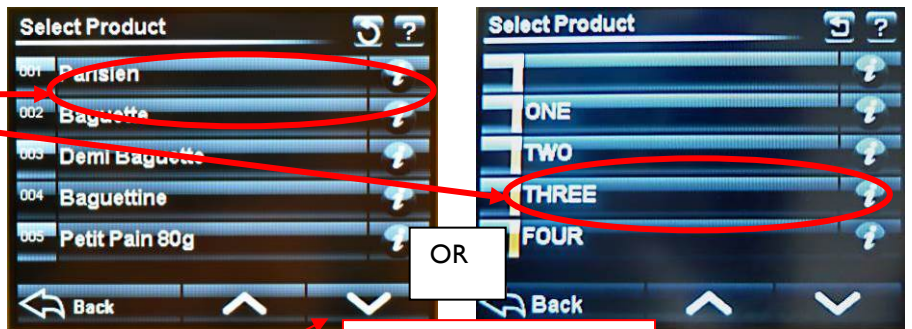 Select Product
?
001 Parisien
002 Baguette
003 Demi Baguette
004 Baguettine
005 Petit Pain 80g
Back
OR
Select Product
?
ONE
TWO
THREE
FOUR
Back